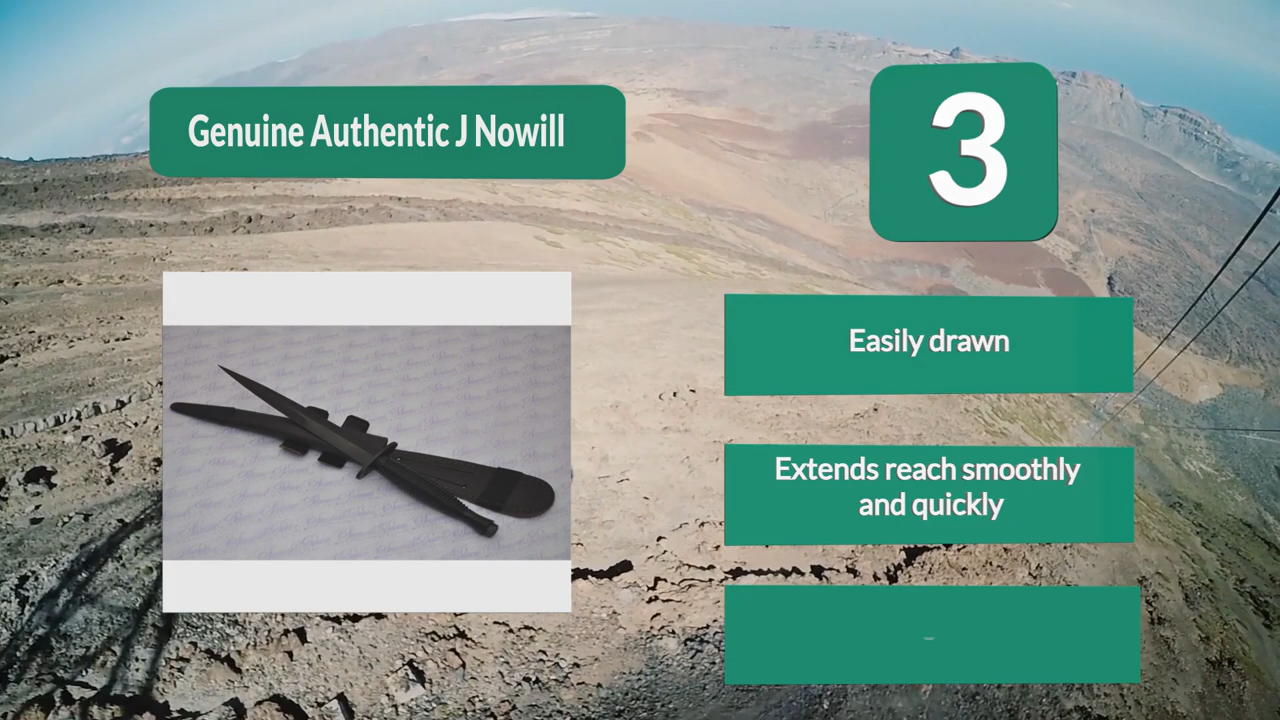 Genuine Authentic J Nowill
3
Easily drawn
Extends reach smoothly
and quickly